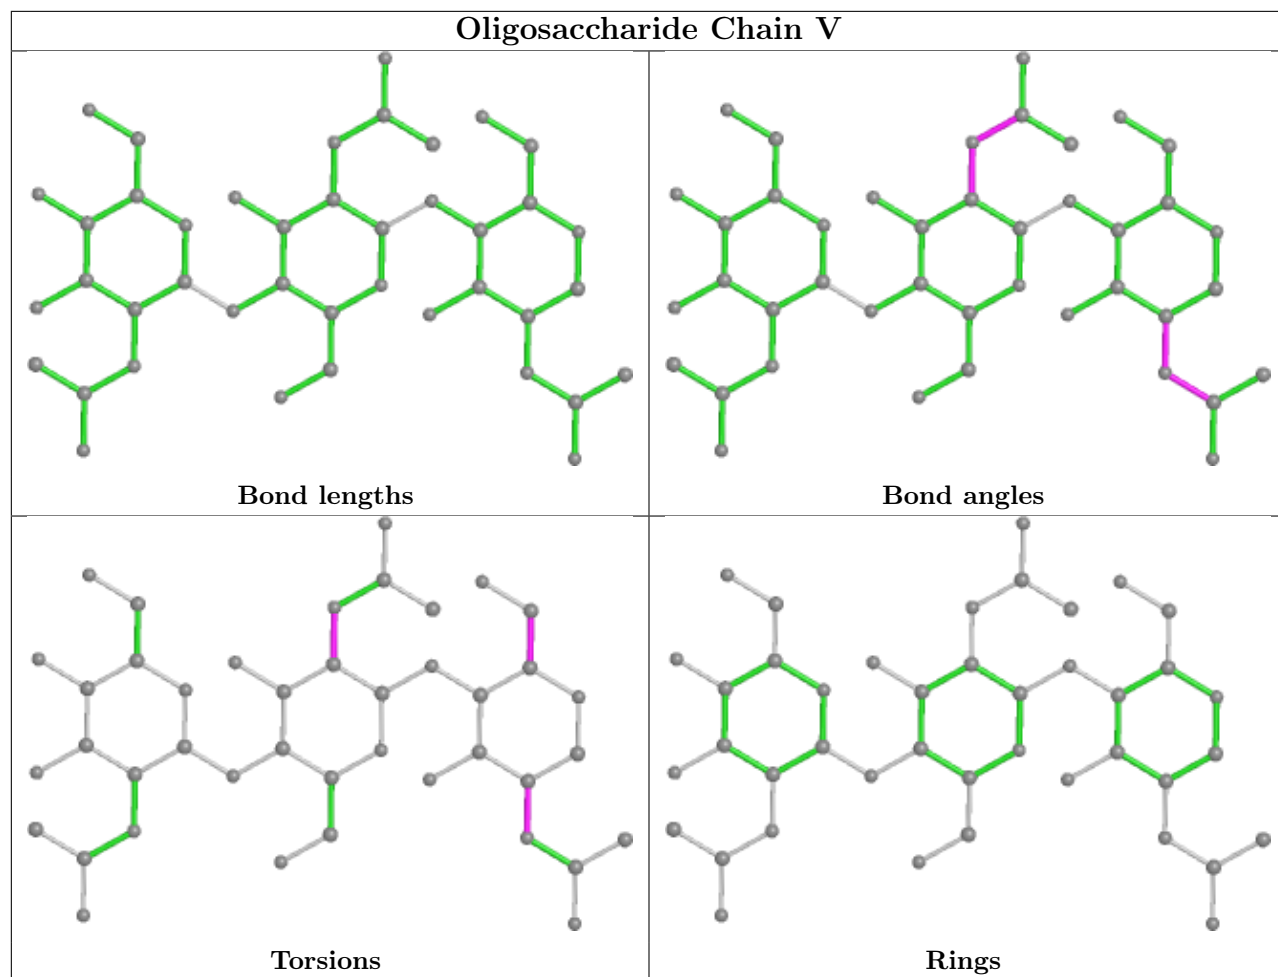 Oligosaccharide Chain V
Bond lengths
Bond angles
Torsions
Rings